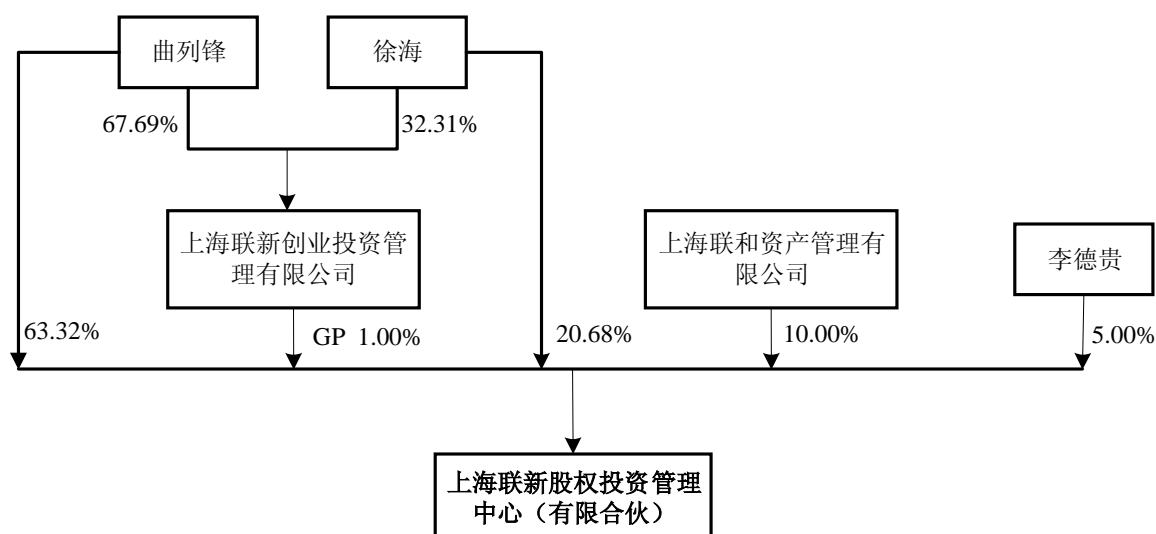 曲列锋
徐海
67.69%
32.31%
上海联新创业投资管
理有限公司
上海联和资产管理有
限公司
李德贵
63.32%
GP 1.00%
20.68%
10.00%
5.00%
上海联新股权投资管理
中心（有限合伙）